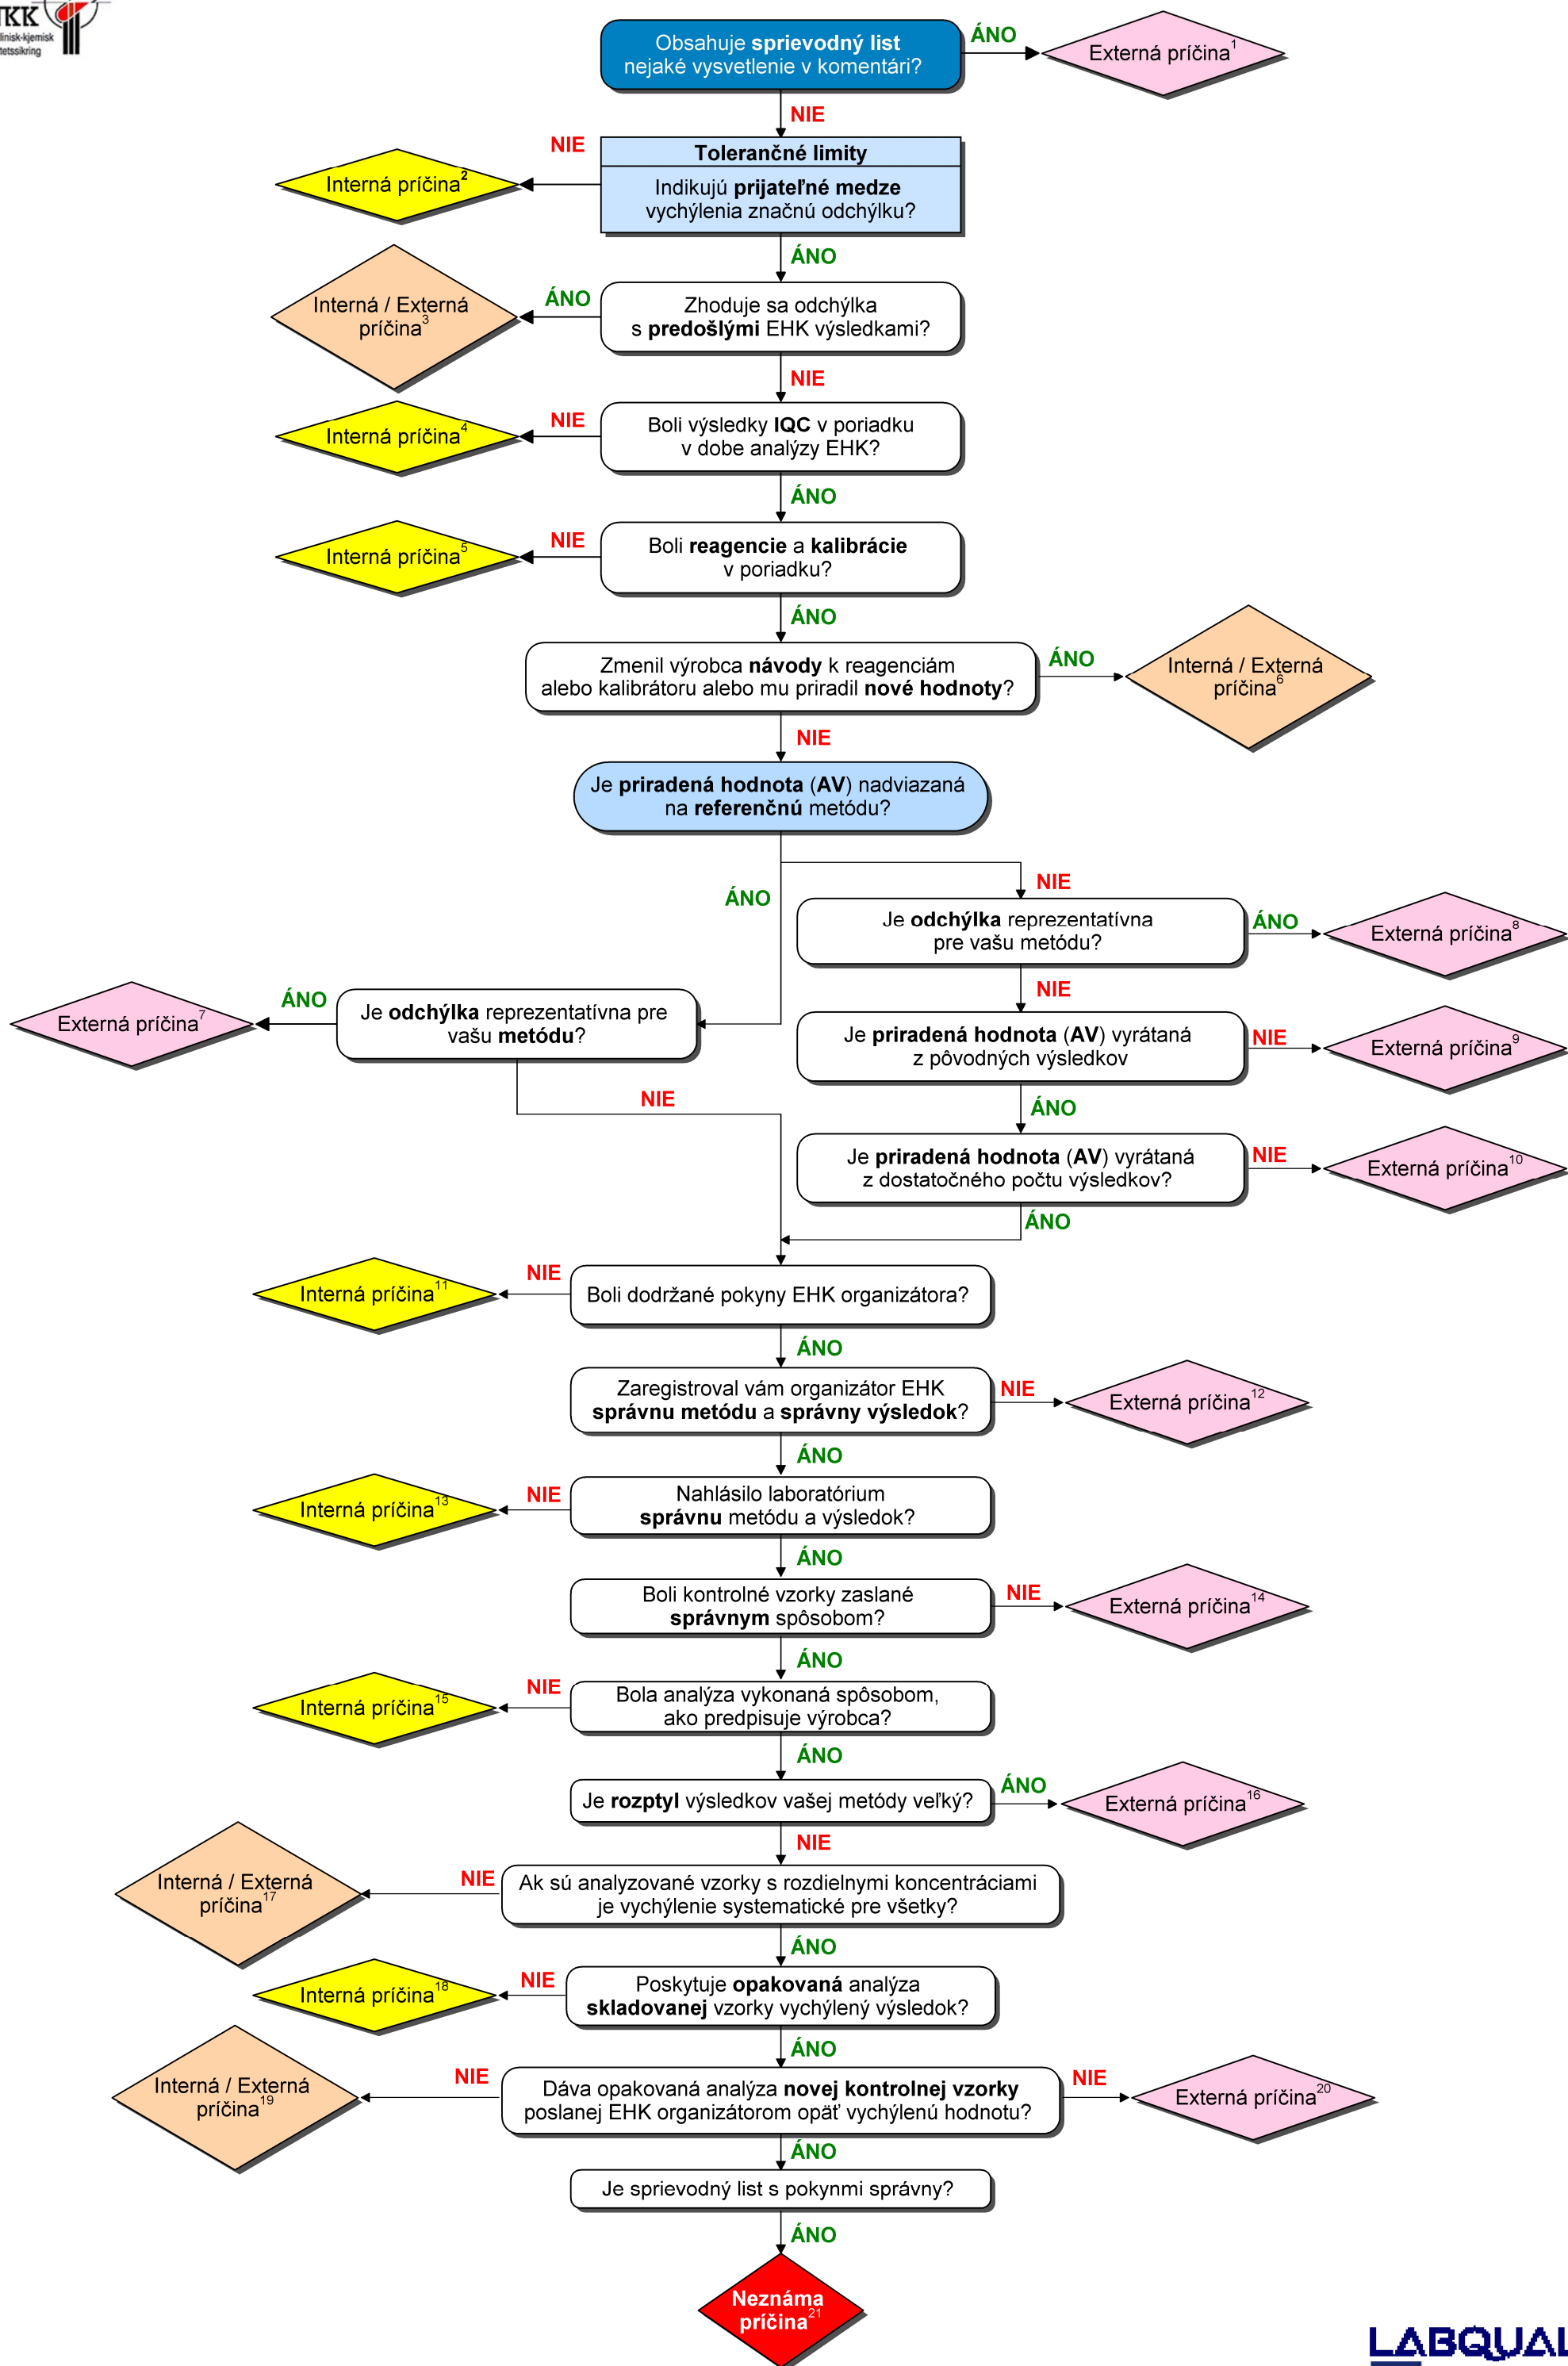 NKK
linisk-kjemisk
tetssikring
Obsahuje sprievodný list
nejaké vysvetlenie v komentári?
ÁNO
Externá príčina1
NIE
NIE
Tolerančné limity
Indikujú prijateľné medze
vychýlenia značnú odchýlku?
Interná príčina2
ÁNO
Zhoduje sa odchýlka
s predošlými EHK výsledkami?
ÁNO
Interná / Externá
príčina3
NIE
Boli výsledky IQC v poriadku
v dobe analýzy EHK?
NIE
Interná príčina4
ÁNO
Boli reagencie a kalibrácie
v poriadku?
NIE
Interná príčina5
ÁNO
Zmenil výrobca návody k reagenciám
alebo kalibrátoru alebo mu priradil nové hodnoty?
ÁNO
Interná / Externá
príčina6
NIE
Je priradená hodnota (AV) nadviazaná
na referenčnú metódu?
ÁNO
NIE
Je odchýlka reprezentatívna
pre vašu metódu?
ÁNO
Externá príčina8
NIE
Je odchýlka reprezentatívna pre
vašu metódu?
ÁNO
Externá príčina7
NIE
Je priradená hodnota (AV) vyrátaná
z pôvodných výsledkov
NIE
Externá príčina9
ÁNO
Je priradená hodnota (AV) vyrátaná
z dostatočného počtu výsledkov?
NIE
Externá príčina10
ÁNO
Boli dodržané pokyny EHK organizátora?
NIE
Interná príčina11
ÁNO
Zaregistroval vám organizátor EHK
správnu metódu a správny výsledok?
NIE
Externá príčina12
ÁNO
Nahlásilo laboratórium
správnu metódu a výsledok?
NIE
Interná príčina13
ÁNO
Boli kontrolné vzorky zaslané
správnym spôsobom?
NIE
Externá príčina14
ÁNO
Bola analýza vykonaná spôsobom,
ako predpisuje výrobca?
NIE
Interná príčina15
ÁNO
Je rozptyl výsledkov vašej metódy veľký?
ÁNO
Externá príčina16
NIE
Ak sú analyzované vzorky s rozdielnymi koncentráciami
je vychýlenie systematické pre všetky?
NIE
Interná / Externá
príčina17
ÁNO
Poskytuje opakovaná analýza
skladovanej vzorky vychýlený výsledok?
NIE
Interná príčina18
ÁNO
Dáva opakovaná analýza novej kontrolnej vzorky
poslanej EHK organizátorom opäť vychýlenú hodnotu?
NIE
Interná / Externá
príčina19
NIE
Externá príčina20
ÁNO
Je sprievodný list s pokynmi správny?
ÁNO
Neznáma
príčina21
LABQUAL